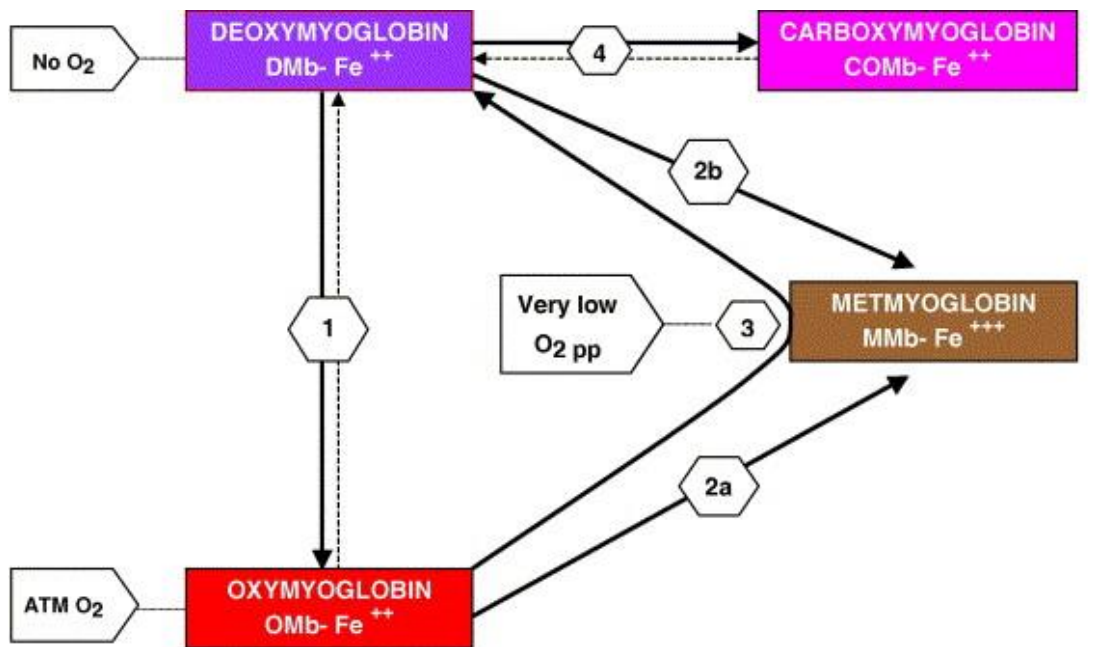 No O2
DEOXYMYOGLOBIN
DMb- Fe ++
4
CARBOXYMYOGLOBIN
COMb- Fe ++
2b
1
Very low
O2 pp
3
METMYOGLOBIN
MMb- Fe +++
2a
ATM O2
OXYMYOGLOBIN
OMb- Fe ++